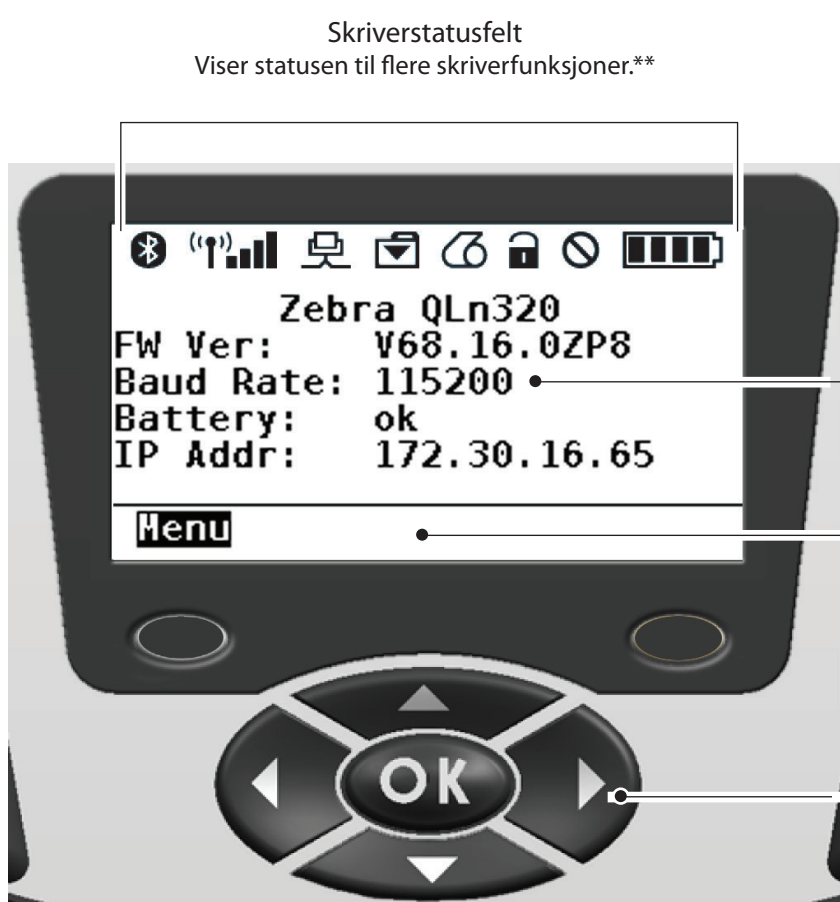 Skriverstatusfelt
Viser statusen til flere skriverfunksjoner.**
Zebra QLn320
FW Ver: V68.16.0ZP8
Baud Rate: 115200
Battery: ok
IP Addr: 172.30.16.65
Menu
OK